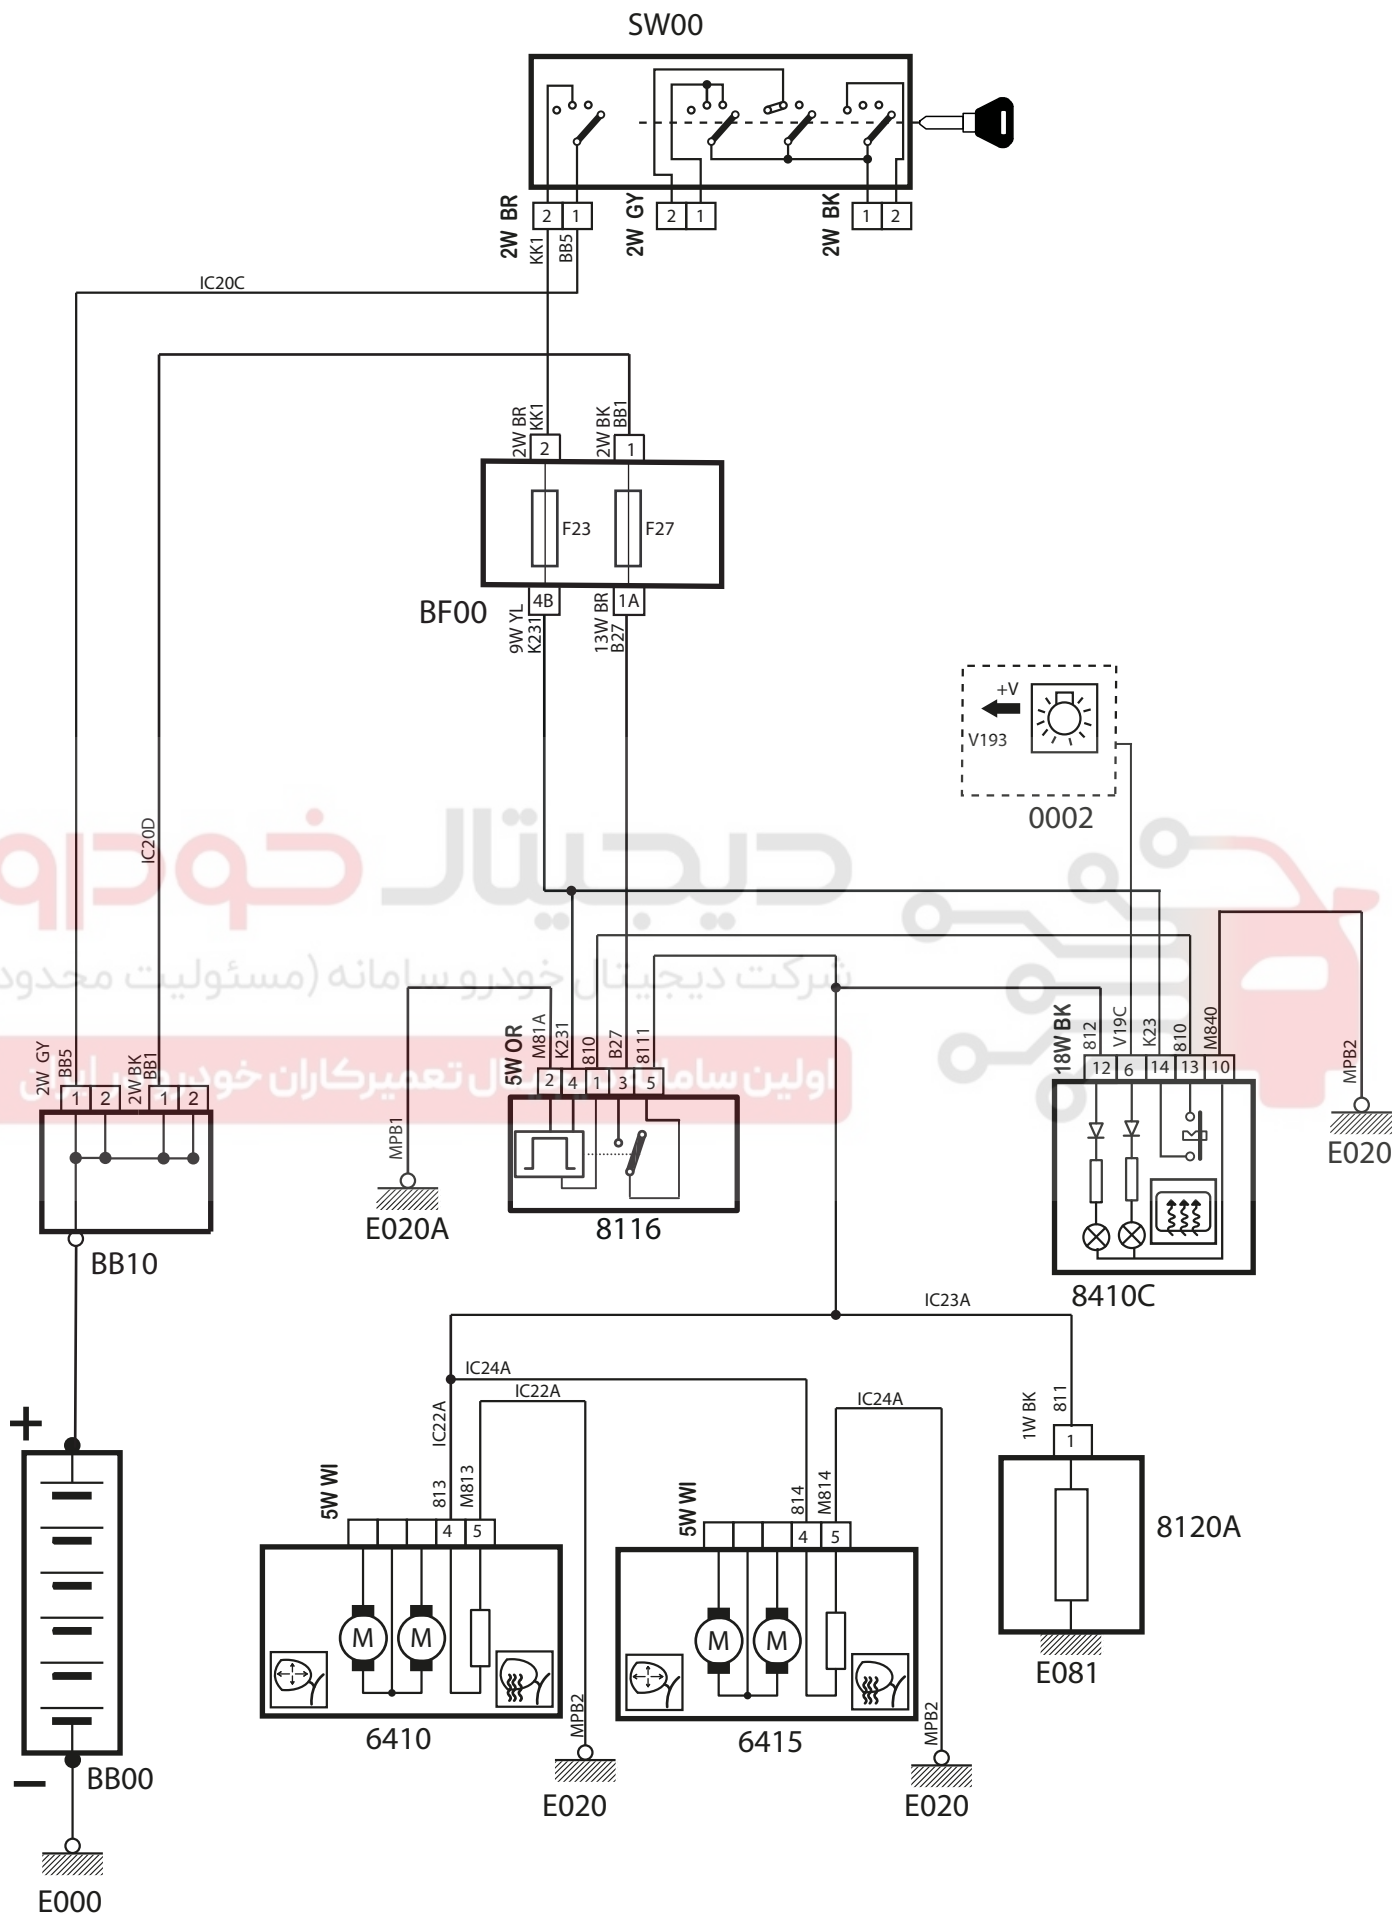 SW00
2W BR
2
1
2W GY
2
1
2W BK
1
2
KK1
BB5
IC20C
2W BR
KK1
2W BK
BB1
2
1
F23
F27
BF00
4B
1A
9W YL
K231
13W BR
B27
+V
V193
0002
IC20D
دیجیتال خودرو
شرکت دیجیتال خودرو سامانه (مسئولیت محدود
اولین سامانه دیجیتال تعمیرکاران خودرو در ایران
2W GY
BB5
2W BK
BB1
1
2
1
2
BB10
MPB1
E020A
5W OR
M81A
K231
810
B27
8111
2
4
1
3
5
8116
18W BK
812
V19C
K23
810
M840
12
6
14
13
10
8410C
MPB2
E020
IC23A
IC24A
IC22A
IC22A
IC24A
5W WI
813
M813
4
5
M
M
6410
MPB2
E020
5W WI
814
M814
4
5
M
M
6415
MPB2
E020
1W BK
811
1
8120A
E081
+
−
BB00
E000